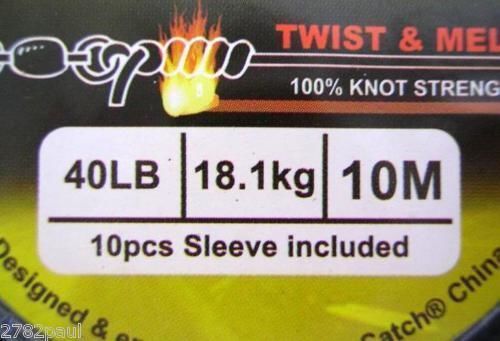 TWIST & MEL
100% KNOT STRENG
40LB 18.1kg 10M
10pcs Sleeve included
Designed & e
Catch® China
2782paul